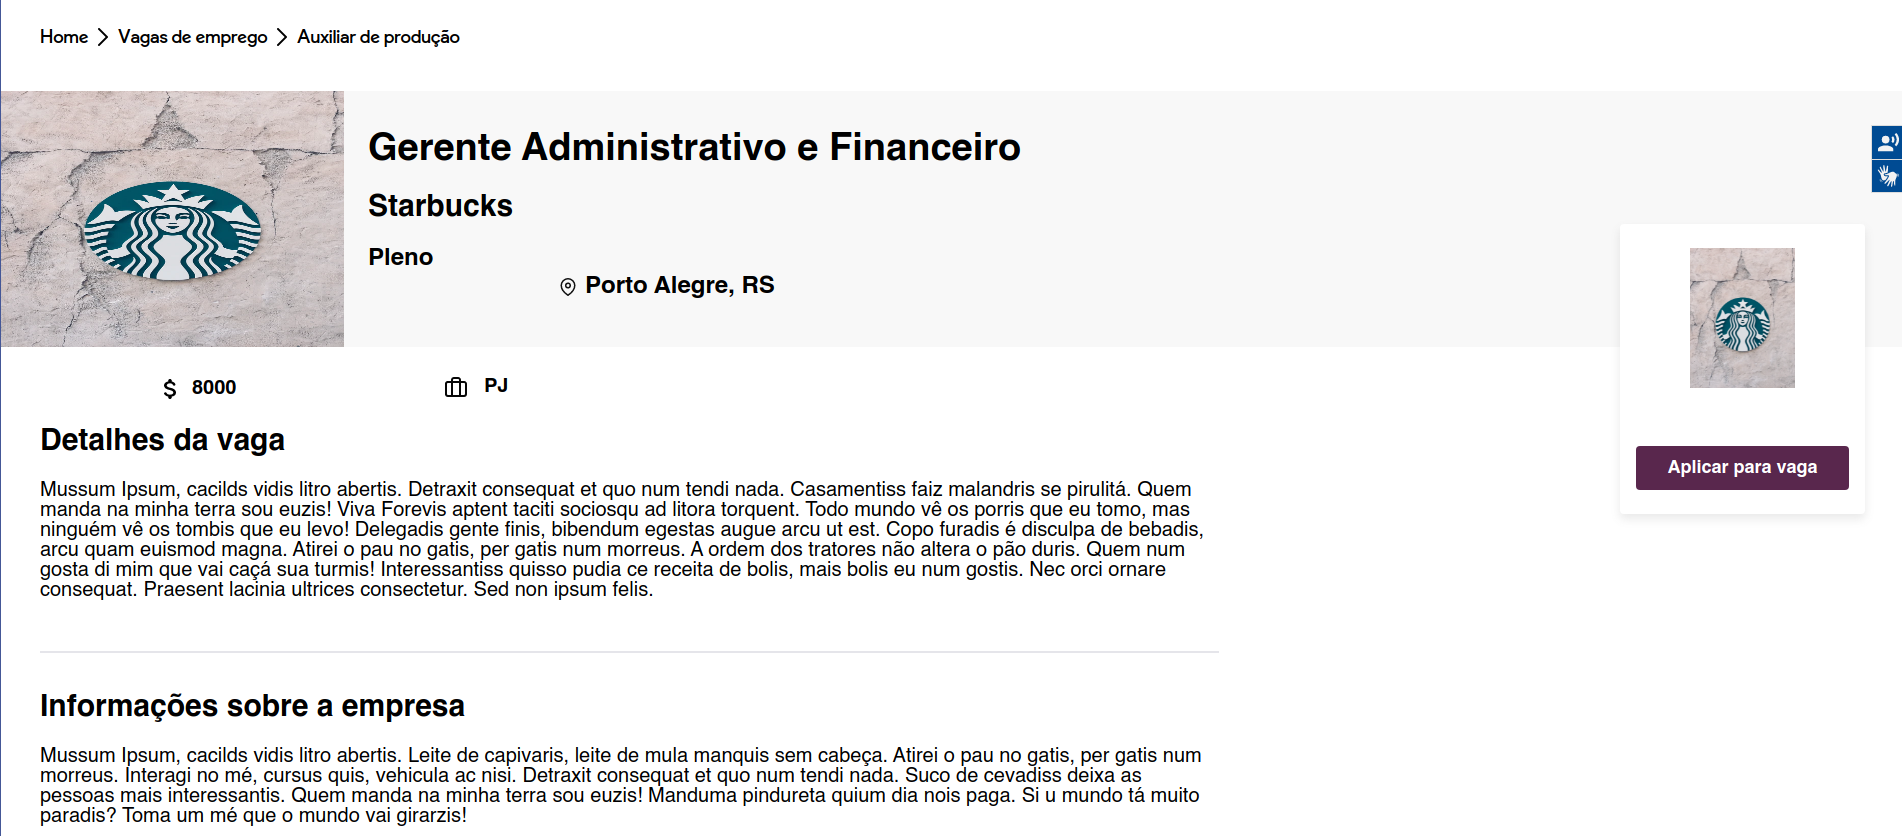 Home > Vagas de emprego > Auxiliar de produção
Gerente Administrativo e Financeiro
Starbucks
Pleno
Porto Alegre, RS
$ 8000
PJ
Detalhes da vaga
Mussum Ipsum, cacilds vidis litro abertis. Detraxit consequat et quo num tendi nada. Casamentiss faiz malandris se pirulitá. Quem
manda na minha terra sou euzis! Viva Forevis aptent taciti sociosqu ad litora torquent. Todo mundo vê os porris que eu tomo, mas
ninguém vê os tombis que eu levo! Delegadis gente finis, bibendum egestas augue arcu ut est. Copo furadis é disculpa de bebadis,
arcu quam euismod magna. Atirei o pau no gatis, per gatis num morreus. A ordem dos tratores não altera o pão duris. Quem num
gosta di mim que vai caçá sua turmis! Interessantiss quisso pudia ce receita de bolis, mais bolis eu num gostis. Nec orci ornare
consequat. Praesent lacinia ultrices consectetur. Sed non ipsum felis.
Informações sobre a empresa
Mussum Ipsum, cacilds vidis litro abertis. Leite de capivaris, leite de mula manquis sem cabeça. Atirei o pau no gatis, per gatis num
morreus. Interagi no mé, cursus quis, vehicula ac nisi. Detraxit consequat et quo num tendi nada. Suco de cevadiss deixa as
pessoas mais interessantis. Quem manda na minha terra sou euzis! Manduma pindureta quium dia nois paga. Si u mundo tá muito
paradis? Toma um mé que o mundo vai girarzis!
Aplicar para vaga